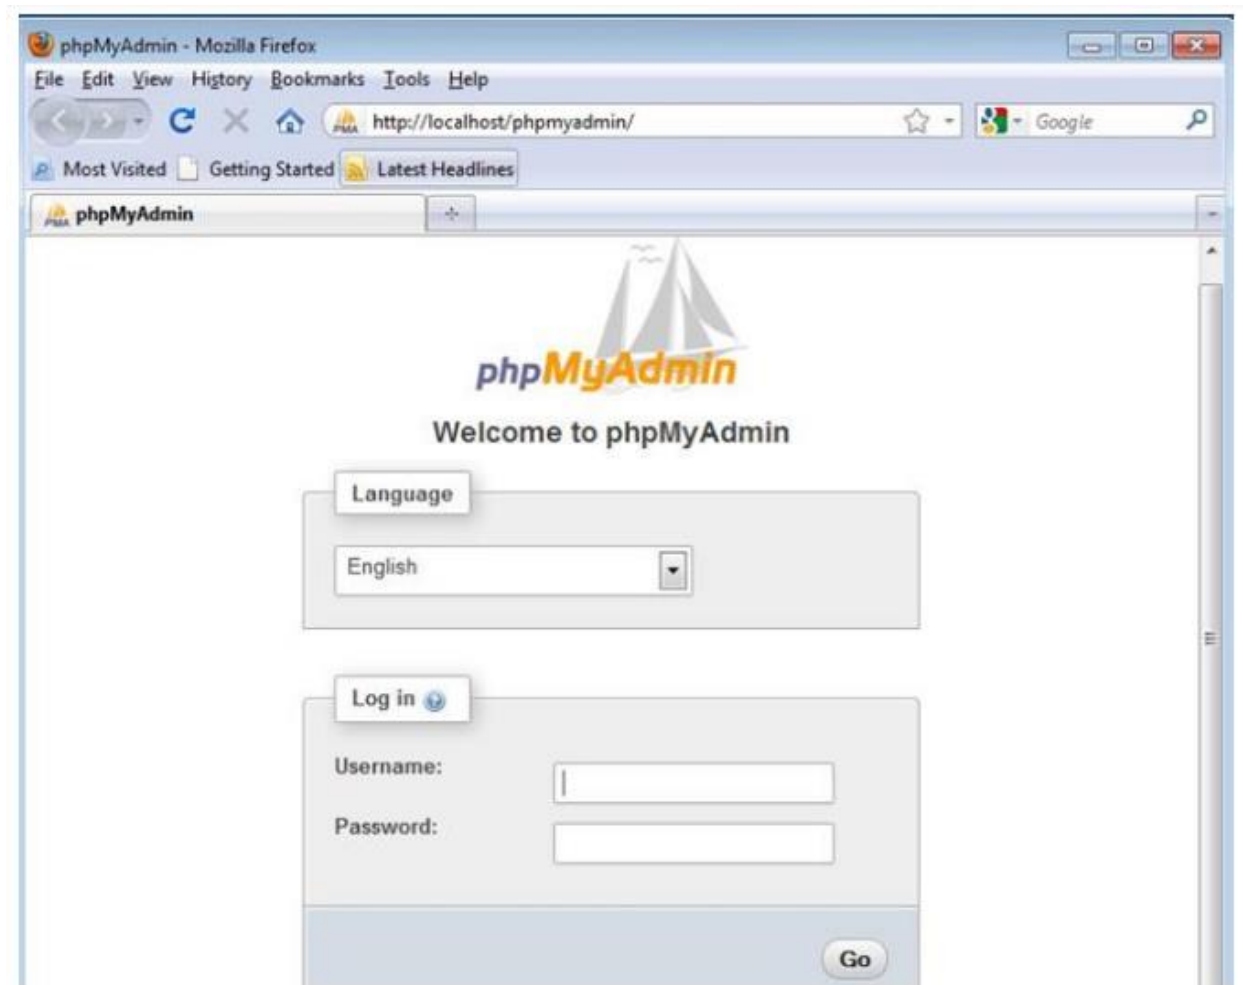 phpMyAdmin - Mozilla Firefox
File Edit View History Bookmarks Tools Help
http://localhost/phpmyadmin/ Google
Most Visited Getting Started Latest Headlines
PMA phpMyAdmin
phpMyAdmin
Welcome to phpMyAdmin
Language
English
Log in
Username:
Password:
Go